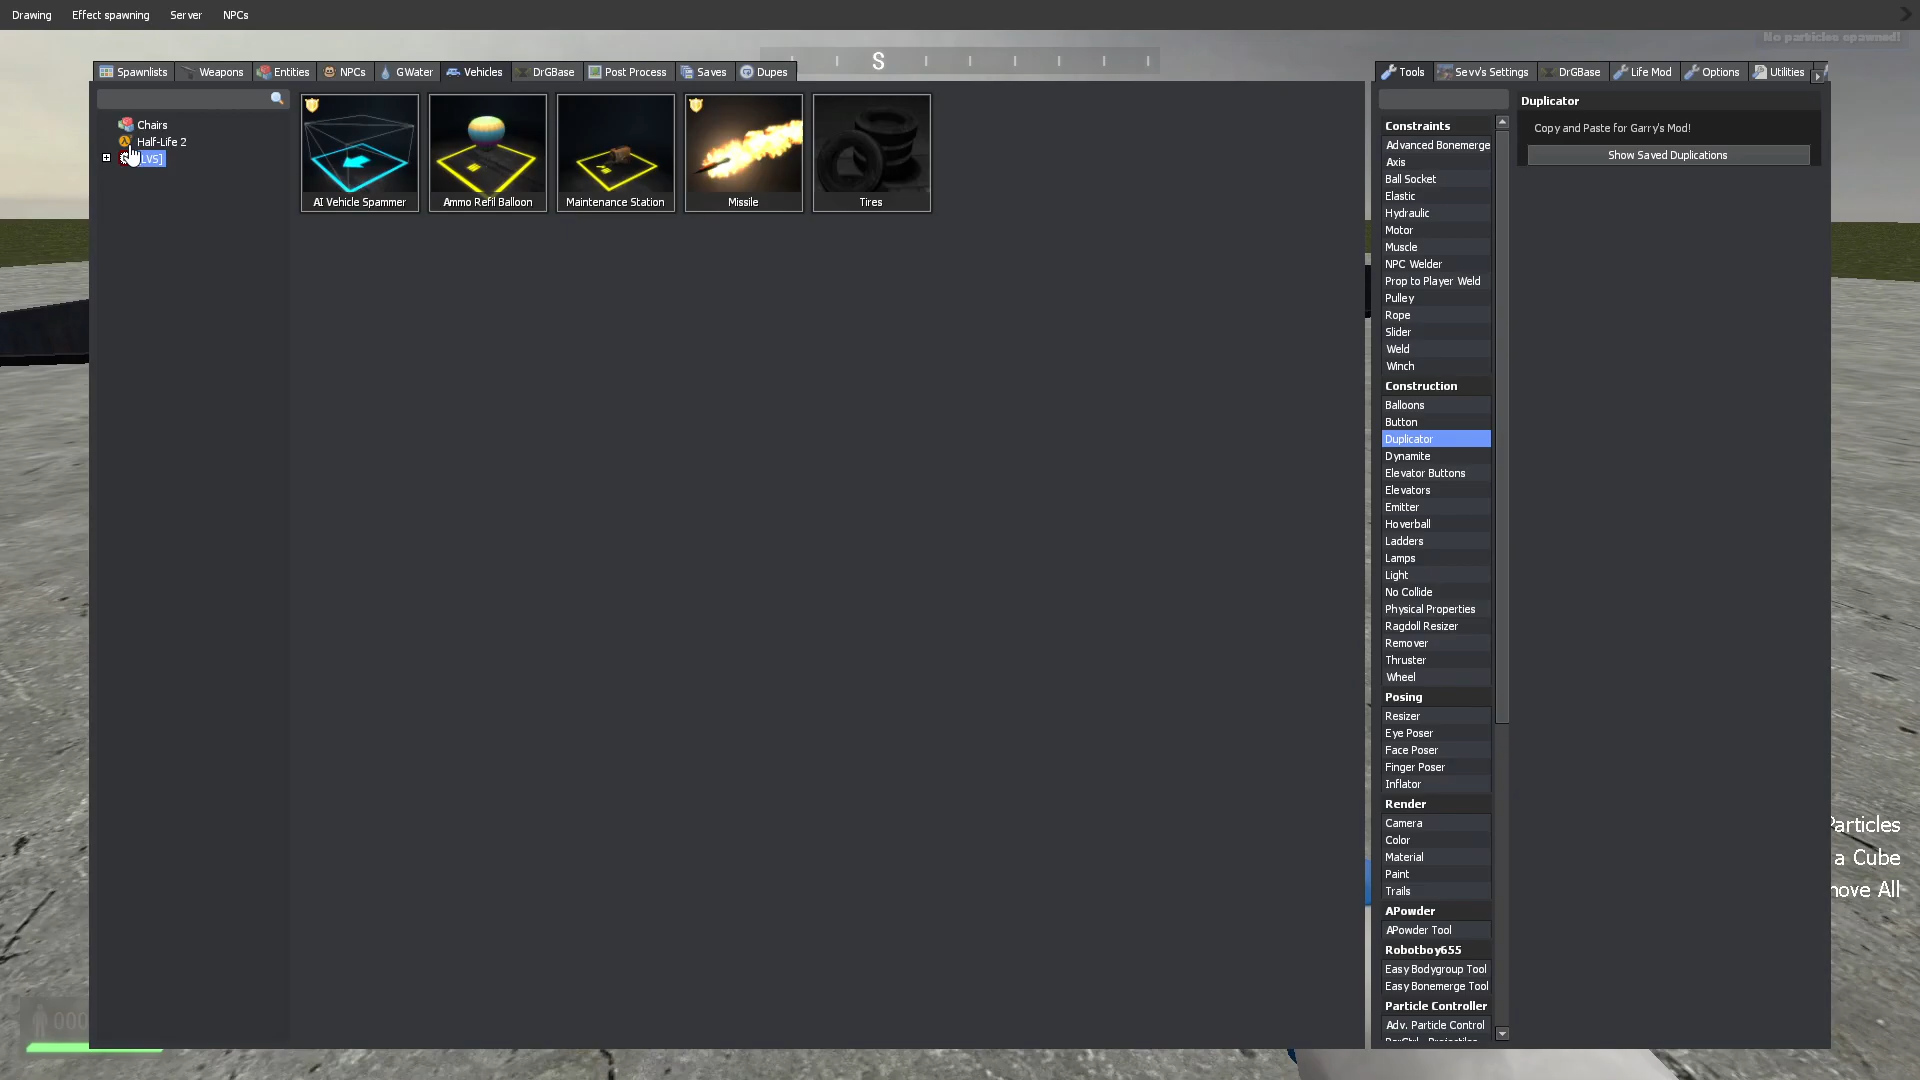 Drawing Effect spawning Server NPCs
No particles spawned!
S
Spawnlists Weapons Entities NPCs GWater Vehicles DrGBase Post Process Saves Dupes
Chairs
Half-Life 2
[LVS]
AI Vehicle Spammer
Ammo Refil Balloon
Maintenance Station
Missile
Tires
Tools Sevv's Settings DrGBase Life Mod Options Utilities
Constraints
Advanced Bonemerge
Axis
Ball Socket
Elastic
Hydraulic
Motor
Muscle
NPC Welder
Prop to Player Weld
Pulley
Rope
Slider
Weld
Winch
Construction
Balloons
Button
Duplicator
Dynamite
Elevator Buttons
Elevators
Emitter
Hoverball
Ladders
Lamps
Light
No Collide
Physical Properties
Ragdoll Resizer
Remover
Thruster
Wheel
Posing
Resizer
Eye Poser
Face Poser
Finger Poser
Inflator
Render
Camera
Color
Material
Paint
Trails
APowder
APowder Tool
Robotboy655
Easy Bodygroup Tool
Easy Bonemerge Tool
Particle Controller
Adv. Particle Control
Duplicator
Copy and Paste for Garry's Mod!
Show Saved Duplications
Particles
a Cube
move All
000